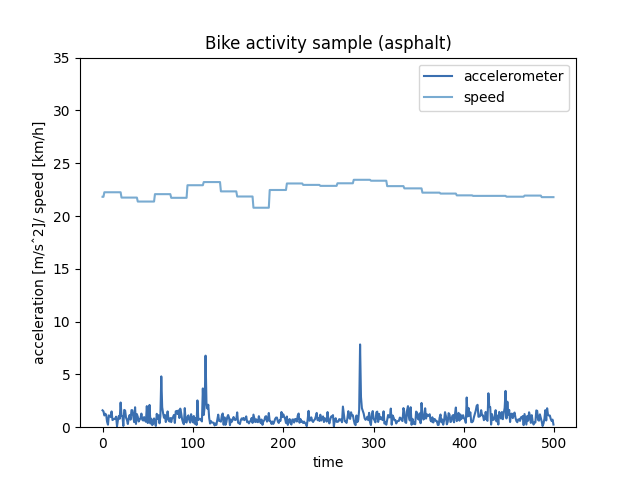 Bike activity sample (asphalt)
accelerometer
speed
acceleration [m/s^2]/ speed [km/h]
35
30
25
20
15
10
5
0
0
100
200
300
400
500
time